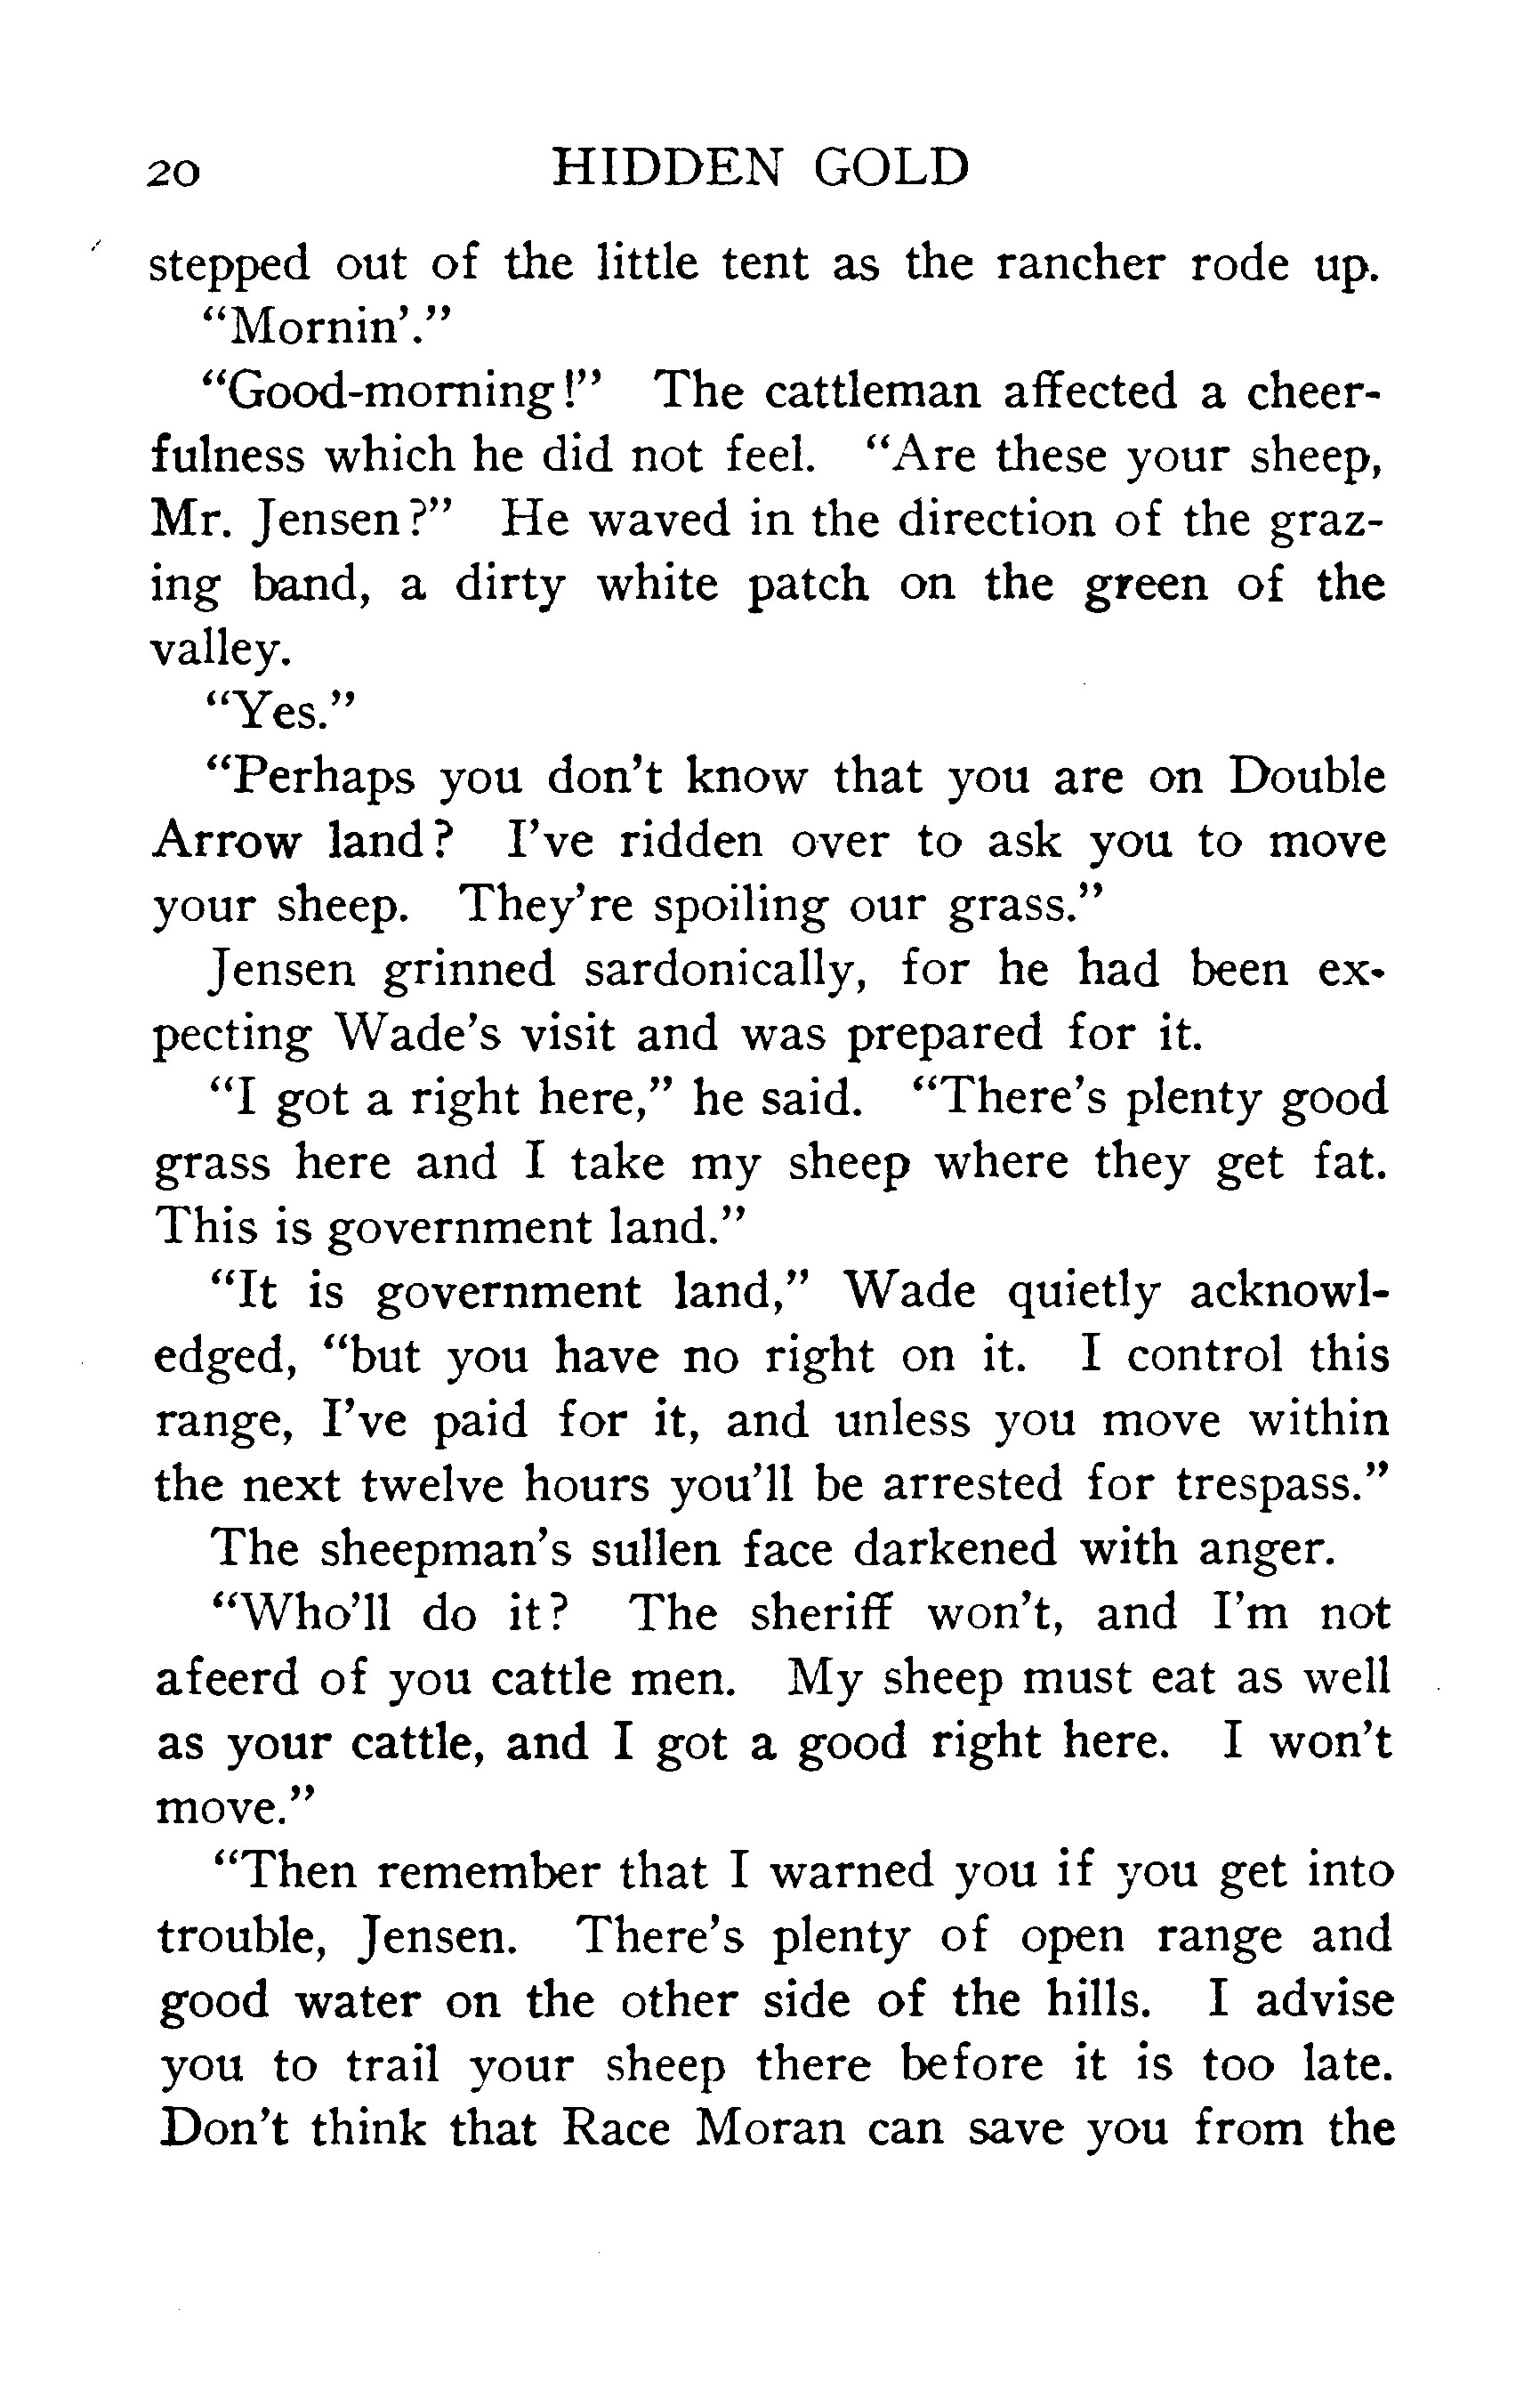 20 HIDDEN GOLD
stepped out of the little tent as the rancher rode up.
“Mornin’.”
“Good-morning!” The cattleman affected a cheer-
fulness which he did not feel. “Are these your sheep,
Mr. Jensen?” He waved in the direction of the graz-
ing band, a dirty white patch on the green of the
valley.
“Yes.”
“Perhaps you don’t know that you are on Double
Arrow land? I’ve ridden over to ask you to move
your sheep. They’re spoiling our grass.”
Jensen grinned sardonically, for he had been ex-
pecting Wade’s visit and was prepared for it.
“I got a right here,” he said. “There’s plenty good
grass here and I take my sheep where they get fat.
This is government land.”
“It is government land,” Wade quietly acknowl-
edged, “but you have no right on it. I control this
range, I’ve paid for it, and unless you move within
the next twelve hours you’ll be arrested for trespass.”
The sheepman’s sullen face darkened with anger.
“Who’ll do it? The sheriff won’t, and I’m not
afeerd of you cattle men. My sheep must eat as well
as your cattle, and I got a good right here. I won’t
move.”
“Then remember that I warned you if you get into
trouble, Jensen. There’s plenty of open range and
good water on the other side of the hills. I advise
you to trail your sheep there before it is too late.
Don’t think that Race Moran can save you from the